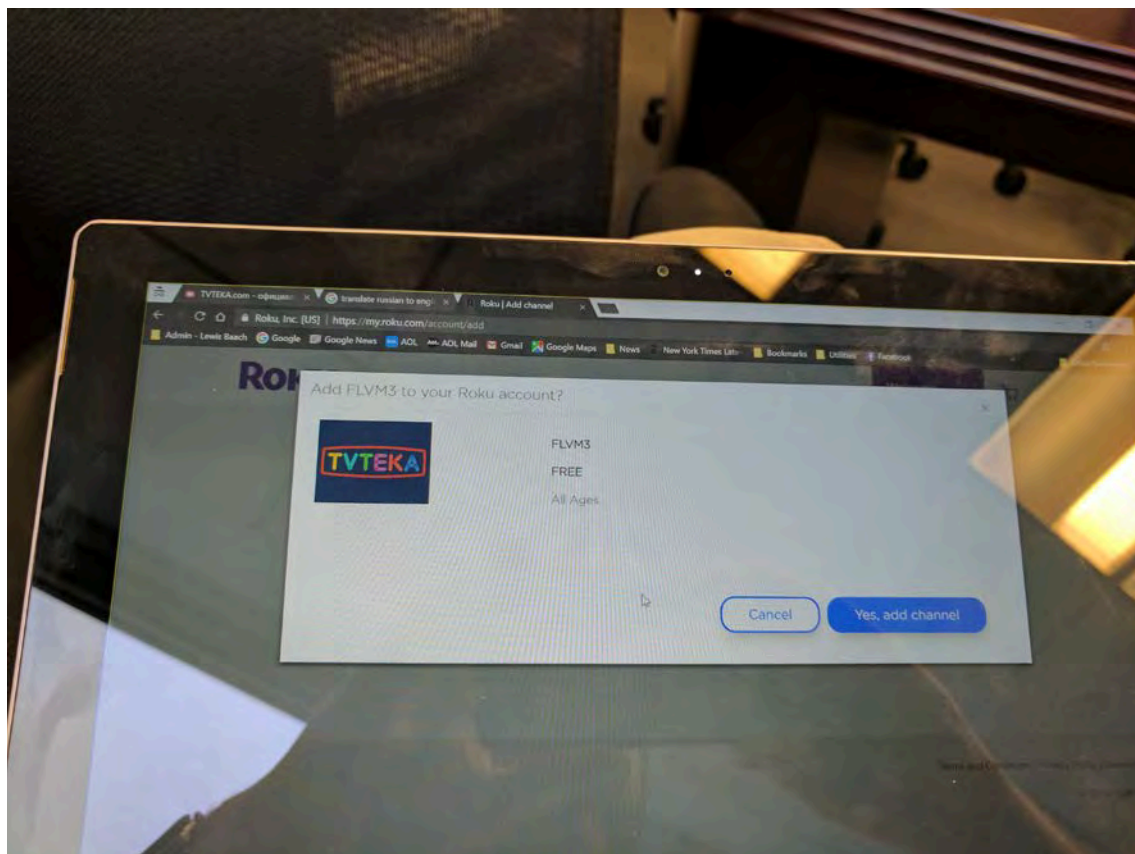 TVTEKA.com - официал
translate russian to engl
Roku | Add channel
Roku, Inc. [US] | https://my.roku.com/account/add
Admin - Lewis Baach Google Google News AOL AOL Mail Gmail Google Maps News New York Times Late Bookmarks Utilities Facebook
Add FLVM3 to your Roku account?
TVTEKA
FLVM3
FREE
All Ages
Cancel
Yes, add channel